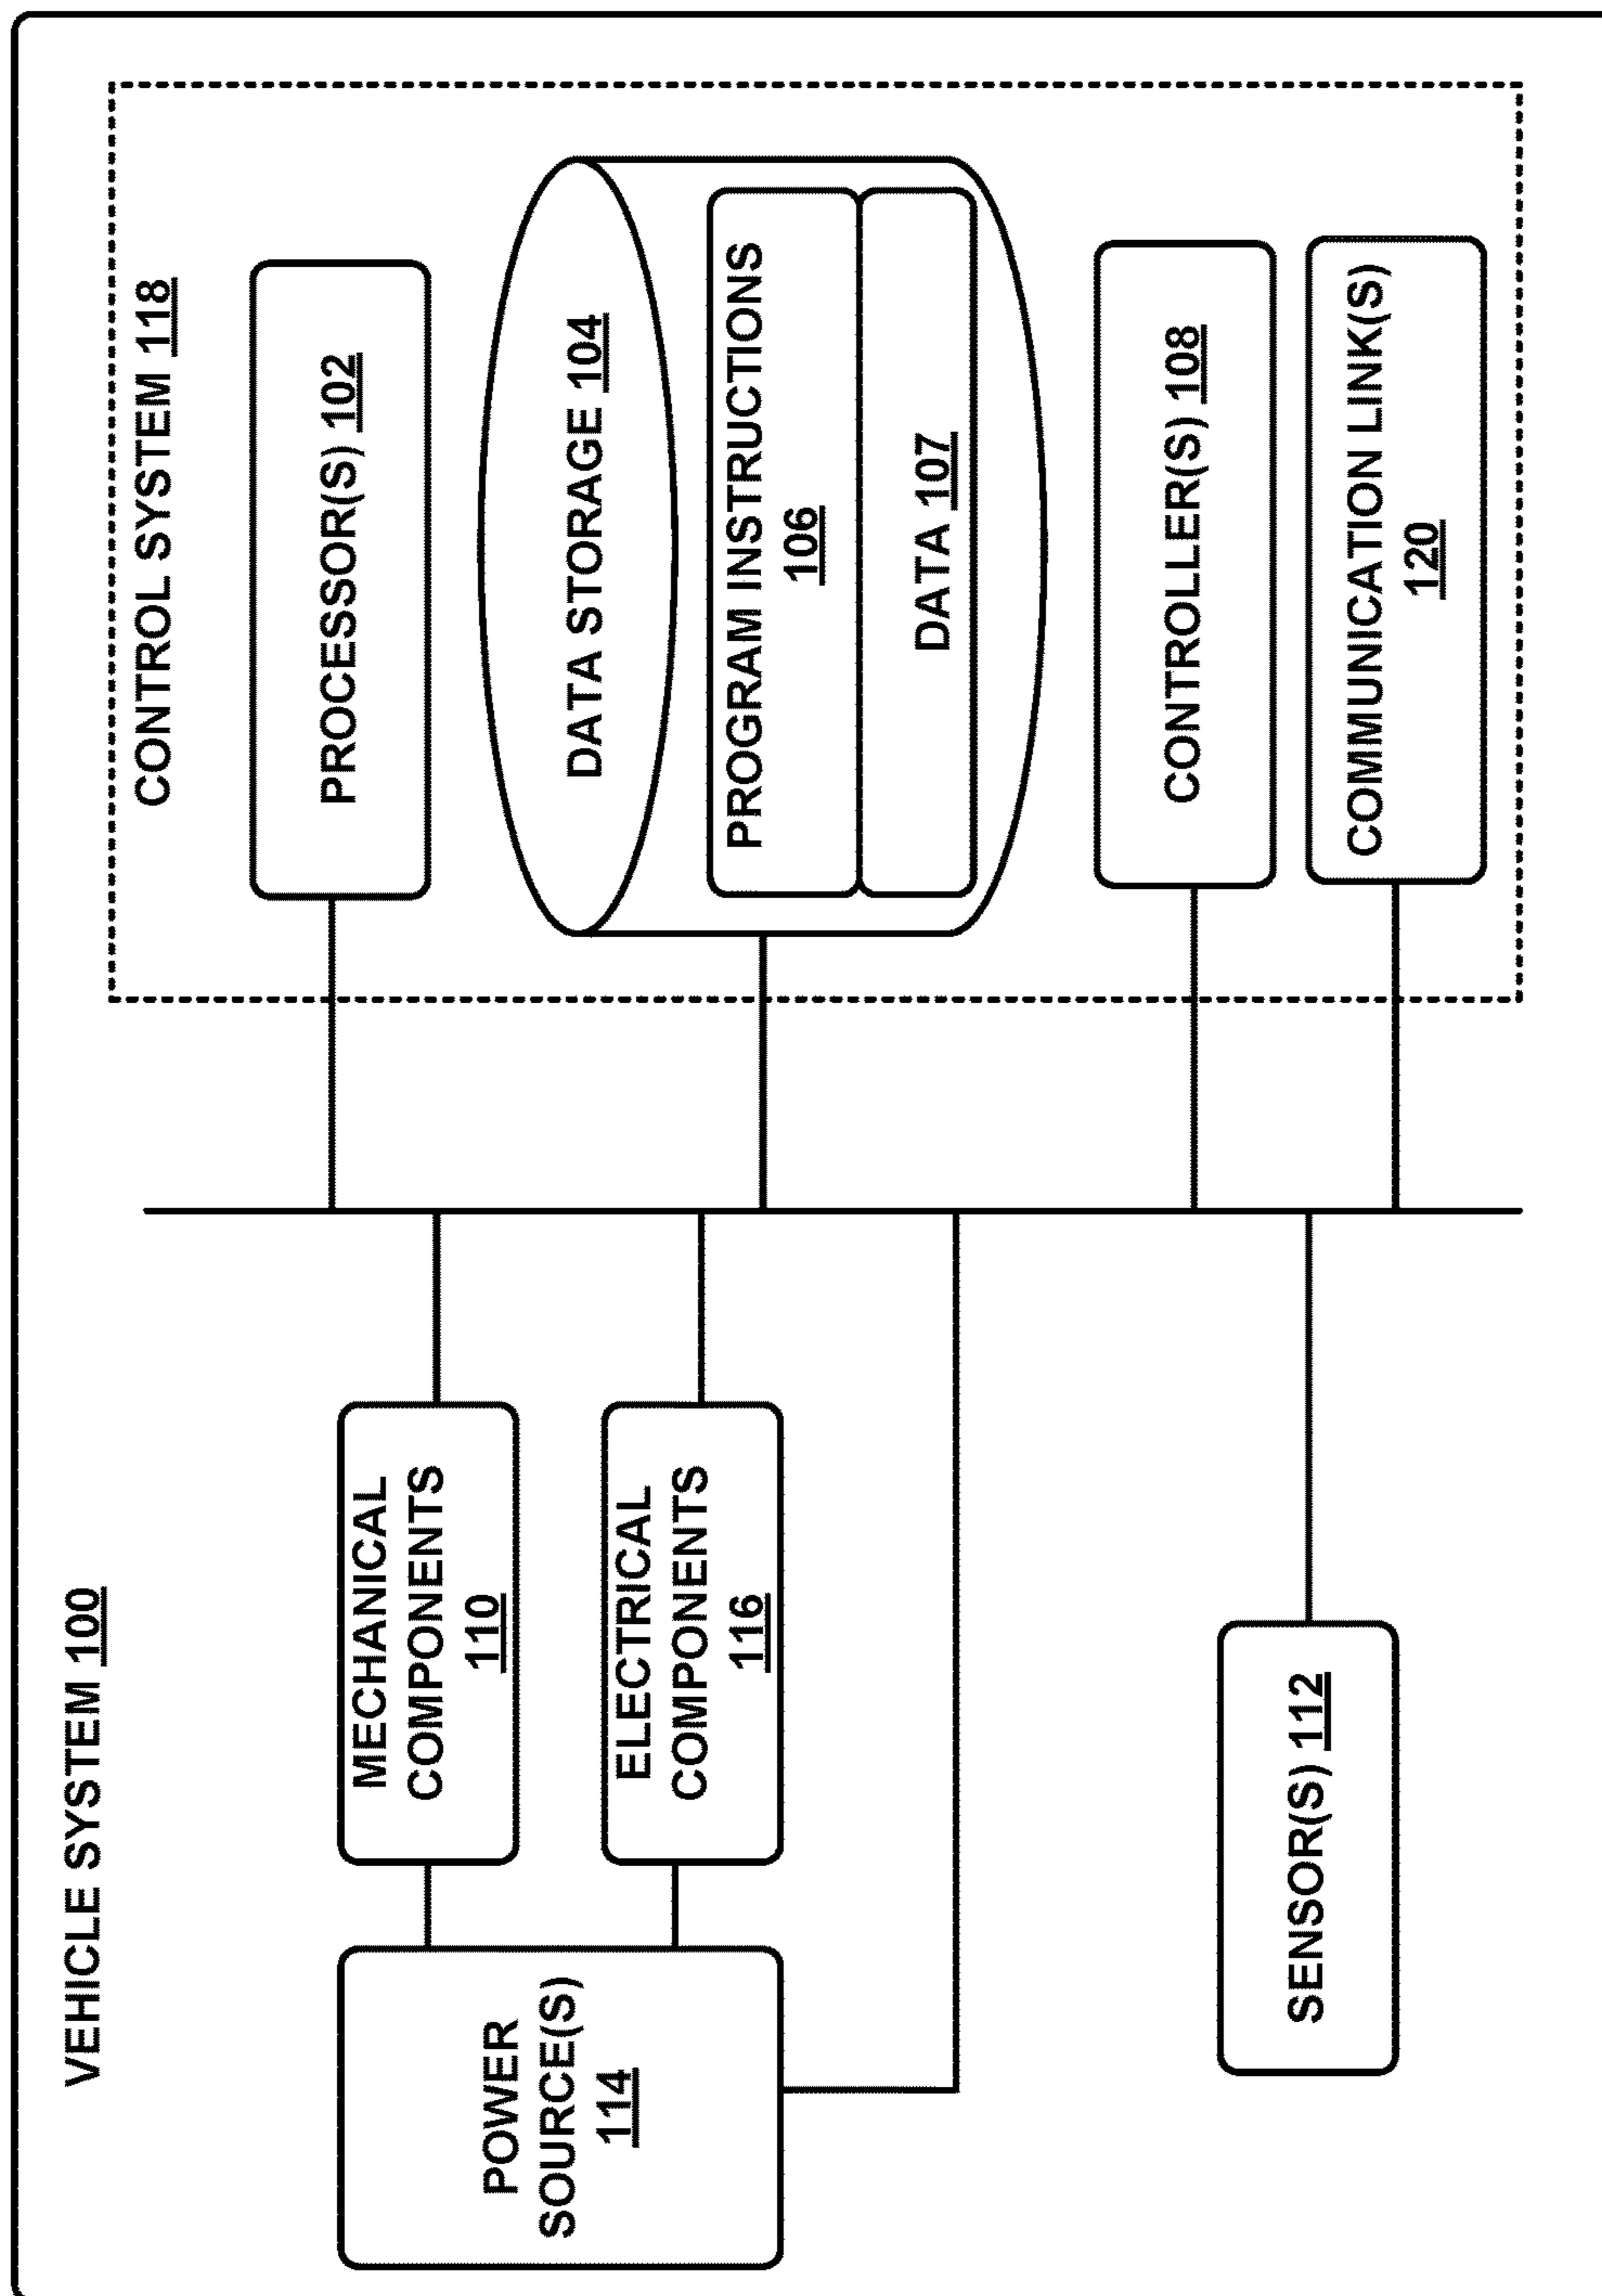 VEHICLE SYSTEM 100
CONTROL SYSTEM 118
PROCESSOR(S) 102
DATA STORAGE 104
PROGRAM INSTRUCTIONS
106
DATA 107
CONTROLLER(S) 108
COMMUNICATION LINK(S)
120
MECHANICAL
COMPONENTS
110
ELECTRICAL
COMPONENTS
116
POWER
SOURCE(S)
114
SENSOR(S) 112